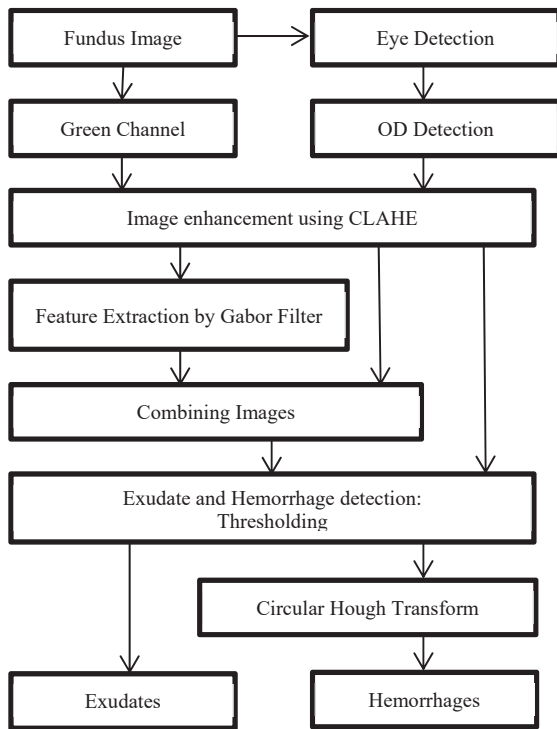 Fundus Image
Eye Detection
Green Channel
OD Detection
Image enhancement using CLAHE
Feature Extraction by Gabor Filter
Combining Images
Exudate and Hemorrhage detection:
Thresholding
Circular Hough Transform
Exudates
Hemorrhages